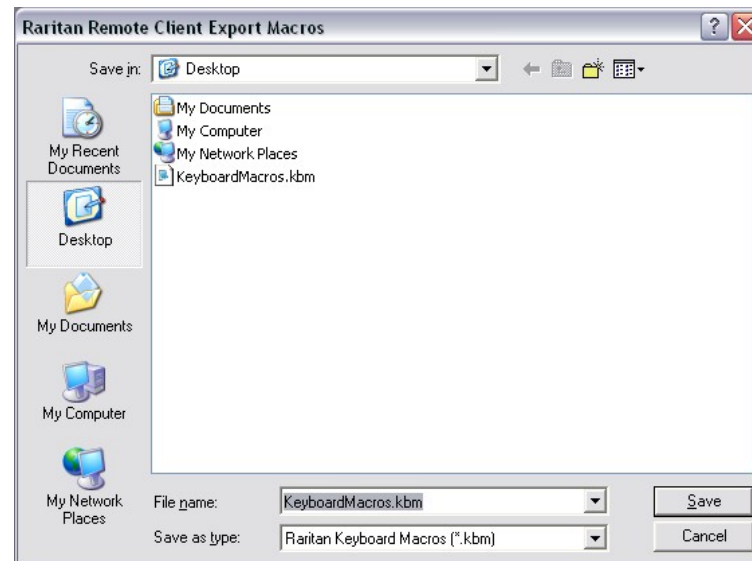 Raritan Remote Client Export Macros
Save in: Desktop
My Recent Documents
Desktop
My Documents
My Computer
My Network Places
My Documents
My Computer
My Network Places
KeyboardMacros.kbm
File name: KeyboardMacros.kbm Save
Save as type: Raritan Keyboard Macros (*.kbm) Cancel